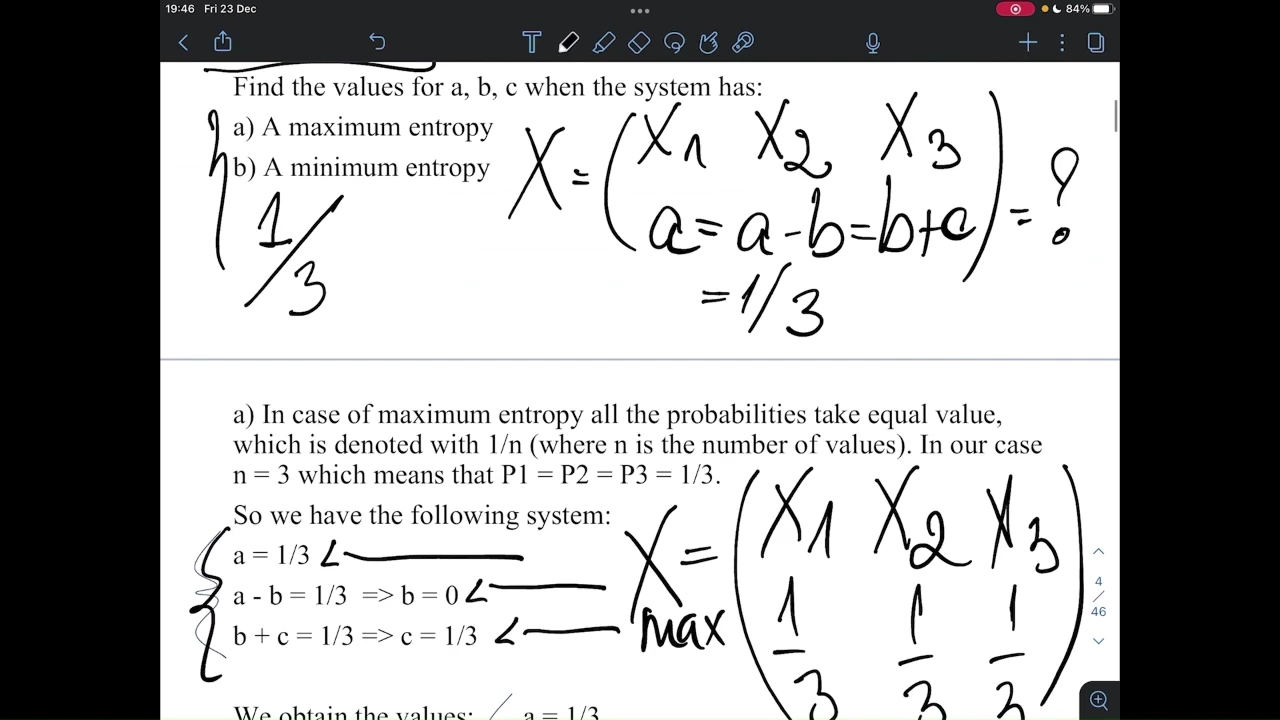 19:46 Fri 23 Dec
84%
T
Find the values for a, b, c when the system has:
a) A maximum entropy
b) A minimum entropy
1/3
X = ( X1 X2 X3 ) = ?
a = a - b = b + c
= 1/3
a) In case of maximum entropy all the probabilities take equal value,
which is denoted with 1/n (where n is the number of values). In our case
n = 3 which means that P1 = P2 = P3 = 1/3.
So we have the following system:
a = 1/3
a - b = 1/3 => b = 0
b + c = 1/3 => c = 1/3
X max = ( X1 X2 X3 )
1/3 1/3 1/3
4
/
46
We obtain the values: a = 1/3